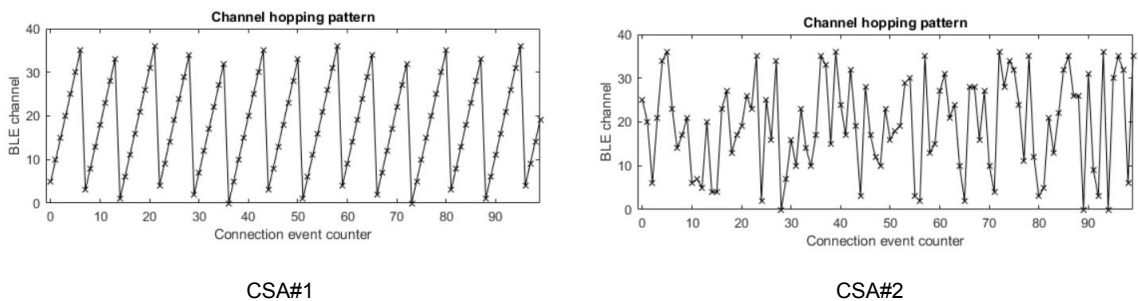 Channel hopping pattern
40
30
20
10
0
BLE channel
0 10 20 30 40 50 60 70 80 90
Connection event counter
CSA#1
Channel hopping pattern
40
30
20
10
0
BLE channel
0 10 20 30 40 50 60 70 80 90
Connection event counter
CSA#2